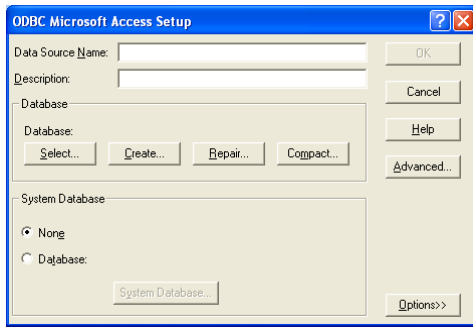 ODBC Microsoft Access Setup
Data Source Name:
OK
Description:
Cancel
Database
Database:
Help
Select...
Create...
Repair...
Compact...
Advanced...
System Database
None
Database:
System Database...
Options>>